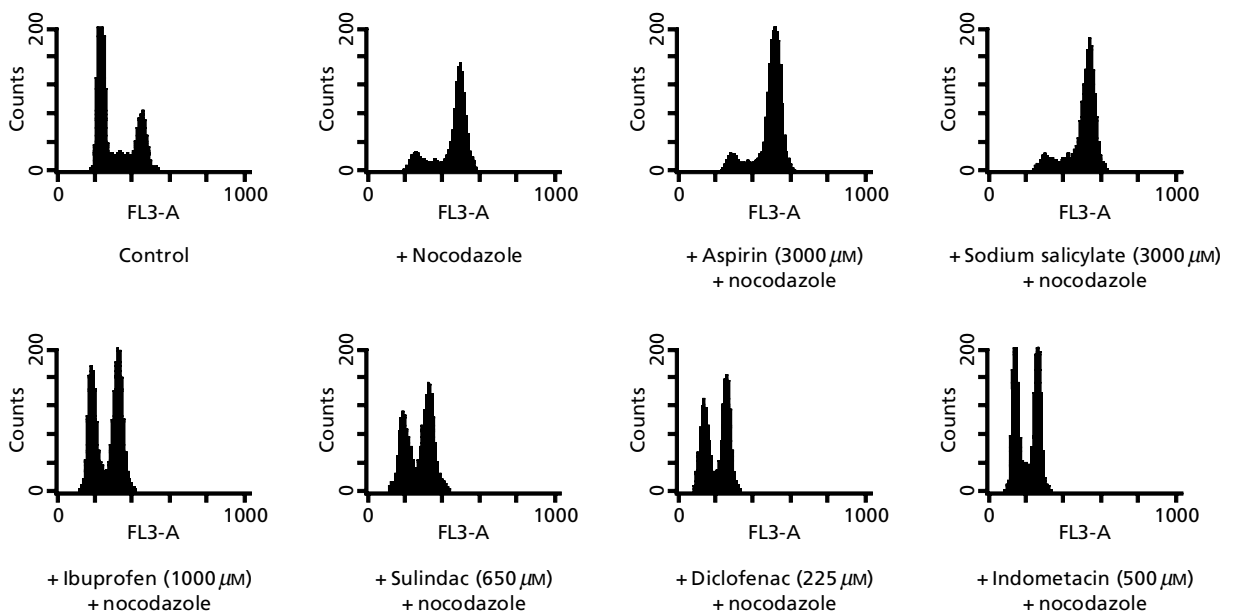 200 200 200 200
Counts Counts Counts Counts
0 0 0 0
0 1000 0 1000 0 1000 0 1000
FL3-A FL3-A FL3-A FL3-A
Control + Nocodazole + Aspirin (3000 µM) + Sodium salicylate (3000 µM)
+ nocodazole + nocodazole
200 200 200 200
Counts Counts Counts Counts
0 0 0 0
0 1000 0 1000 0 1000 0 1000
FL3-A FL3-A FL3-A FL3-A
+ Ibuprofen (1000 µM) + Sulindac (650 µM) + Diclofenac (225 µM) + Indometacin (500 µM)
+ nocodazole + nocodazole + nocodazole + nocodazole